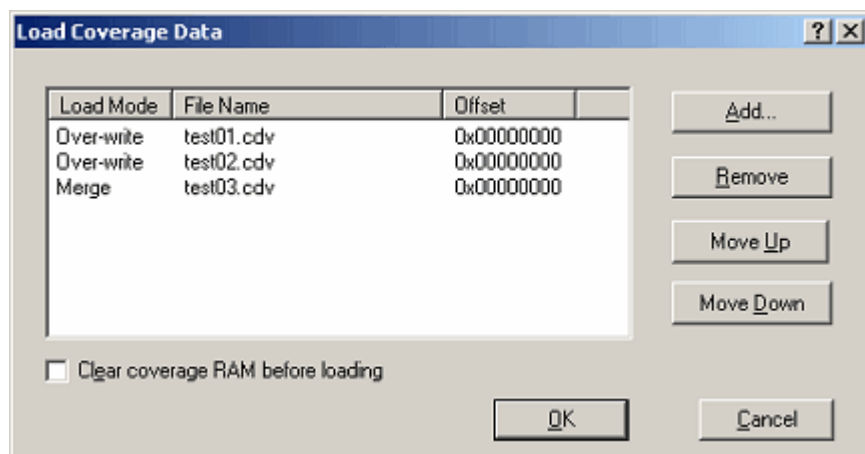 Load Coverage Data
Load Mode File Name Offset
Over-write test01.cdv 0x00000000
Over-write test02.cdv 0x00000000
Merge test03.cdv 0x00000000
Add...
Remove
Move Up
Move Down
Clear coverage RAM before loading
OK Cancel